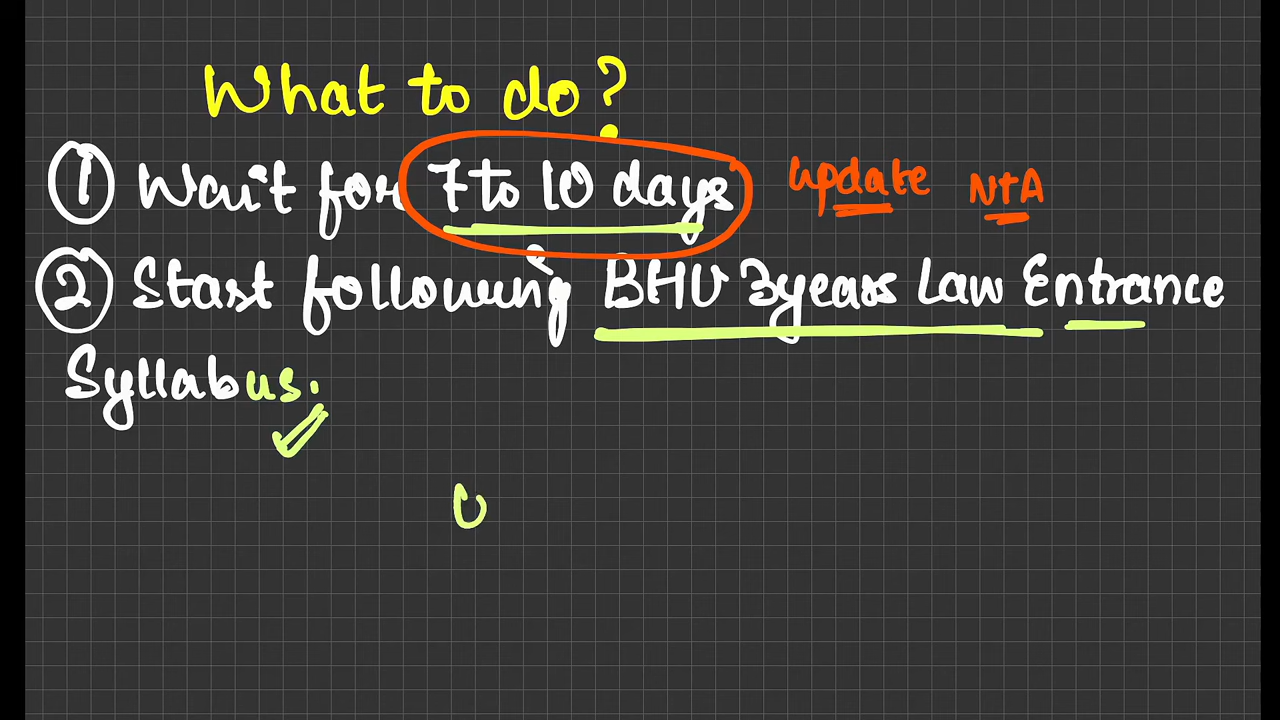 What to do?
① Wait for 7 to 10 days update NTA
② Start following BHU 3years Law Entrance
Syllabus.